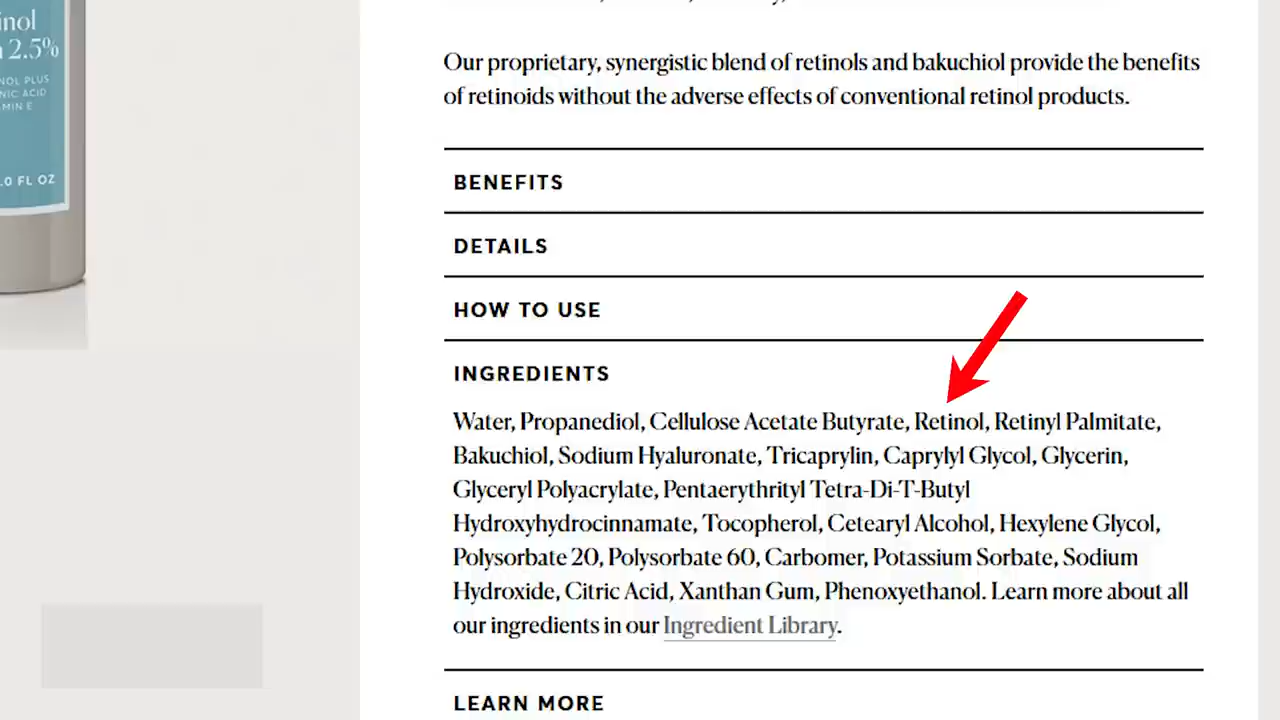 inol
2.5%
NOL PLUS
NIC ACID
MIN E
.0 FL OZ
Our proprietary, synergistic blend of retinols and bakuchiol provide the benefits
of retinoids without the adverse effects of conventional retinol products.
BENEFITS
DETAILS
HOW TO USE
INGREDIENTS
Water, Propanediol, Cellulose Acetate Butyrate, Retinol, Retinyl Palmitate,
Bakuchiol, Sodium Hyaluronate, Tricaprylin, Caprylyl Glycol, Glycerin,
Glyceryl Polyacrylate, Pentaerythrityl Tetra-Di-T-Butyl
Hydroxyhydrocinnamate, Tocopherol, Cetearyl Alcohol, Hexylene Glycol,
Polysorbate 20, Polysorbate 60, Carbomer, Potassium Sorbate, Sodium
Hydroxide, Citric Acid, Xanthan Gum, Phenoxyethanol. Learn more about all
our ingredients in our Ingredient Library.
LEARN MORE